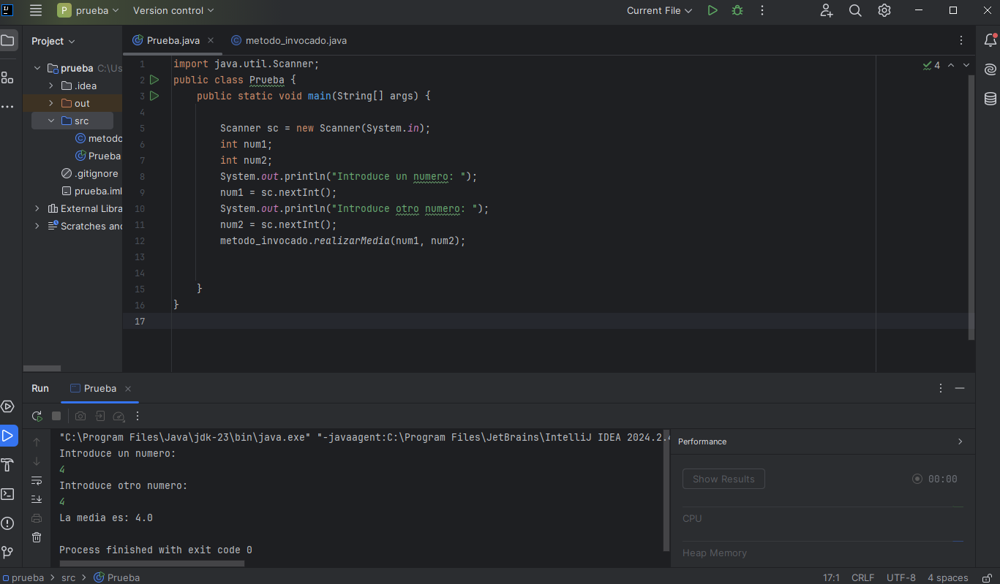 P prueba Version control Current File
Project
Prueba.java metodo_invocado.java
prueba C:\Us
.idea
out
src
metodo
Prueba
.gitignore
prueba.iml
External Libra
Scratches and
4
1 import java.util.Scanner;
2 public class Prueba {
3 public static void main(String[] args) {
4
5 Scanner sc = new Scanner(System.in);
6 int num1;
7 int num2;
8 System.out.println("Introduce un numero: ");
9 num1 = sc.nextInt();
10 System.out.println("Introduce otro numero: ");
11 num2 = sc.nextInt();
12 metodo_invocado.realizarMedia(num1, num2);
13
14
15 }
16 }
17
Run Prueba
"C:\Program Files\Java\jdk-23\bin\java.exe" "-javaagent:C:\Program Files\JetBrains\IntelliJ IDEA 2024.2.4
Introduce un numero:
4
Introduce otro numero:
4
La media es: 4.0
Process finished with exit code 0
Performance
Show Results 00:00
CPU
Heap Memory
prueba > src > Prueba 17:1 CRLF UTF-8 4 spaces